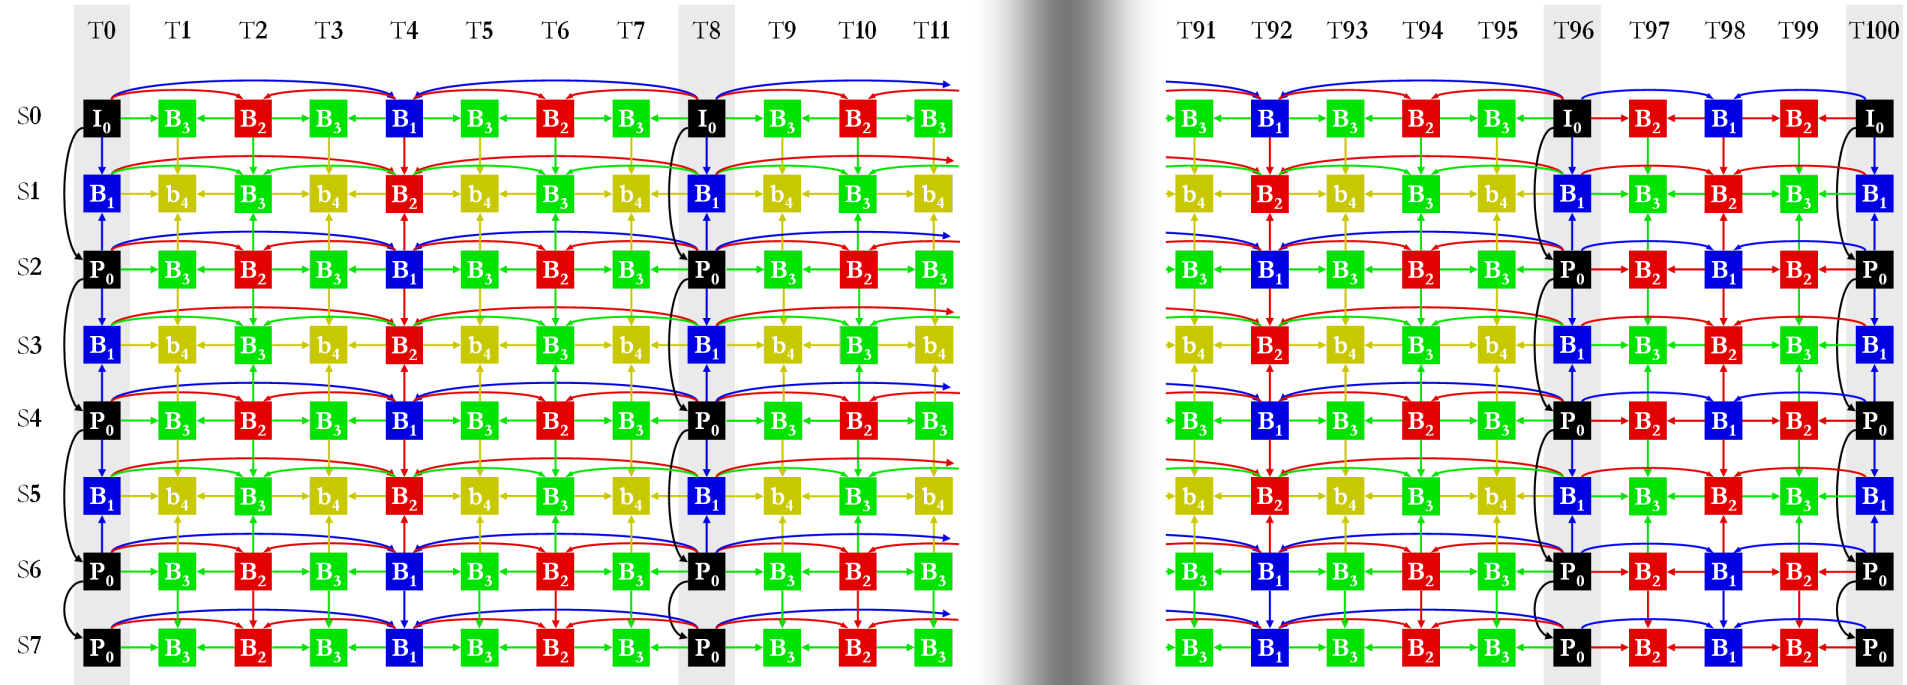 T0 T1 T2 T3 T4 T5 T6 T7 T8 T9 T10 T11 T91 T92 T93 T94 T95 T96 T97 T98 T99 T100
S0 I0 B3 B2 B3 B1 B3 B2 B3 I0 B3 B2 B3 B3 B1 B3 B2 B3 I0 B2 B1 B2 I0
S1 B1 b4 B3 b4 B2 b4 B3 b4 B1 b4 B3 b4 b4 B2 b4 B3 b4 B1 B3 B2 B3 B1
S2 P0 B3 B2 B3 B1 B3 B2 B3 P0 B3 B2 B3 B3 B1 B3 B2 B3 P0 B2 B1 B2 P0
S3 B1 b4 B3 b4 B2 b4 B3 b4 B1 b4 B3 b4 b4 B2 b4 B3 b4 B1 B3 B2 B3 B1
S4 P0 B3 B2 B3 B1 B3 B2 B3 P0 B3 B2 B3 B3 B1 B3 B2 B3 P0 B2 B1 B2 P0
S5 B1 b4 B3 b4 B2 b4 B3 b4 B1 b4 B3 b4 b4 B2 b4 B3 b4 B1 B3 B2 B3 B1
S6 P0 B3 B2 B3 B1 B3 B2 B3 P0 B3 B2 B3 B3 B1 B3 B2 B3 P0 B2 B1 B2 P0
S7 P0 B3 B2 B3 B1 B3 B2 B3 P0 B3 B2 B3 B3 B1 B3 B2 B3 P0 B2 B1 B2 P0